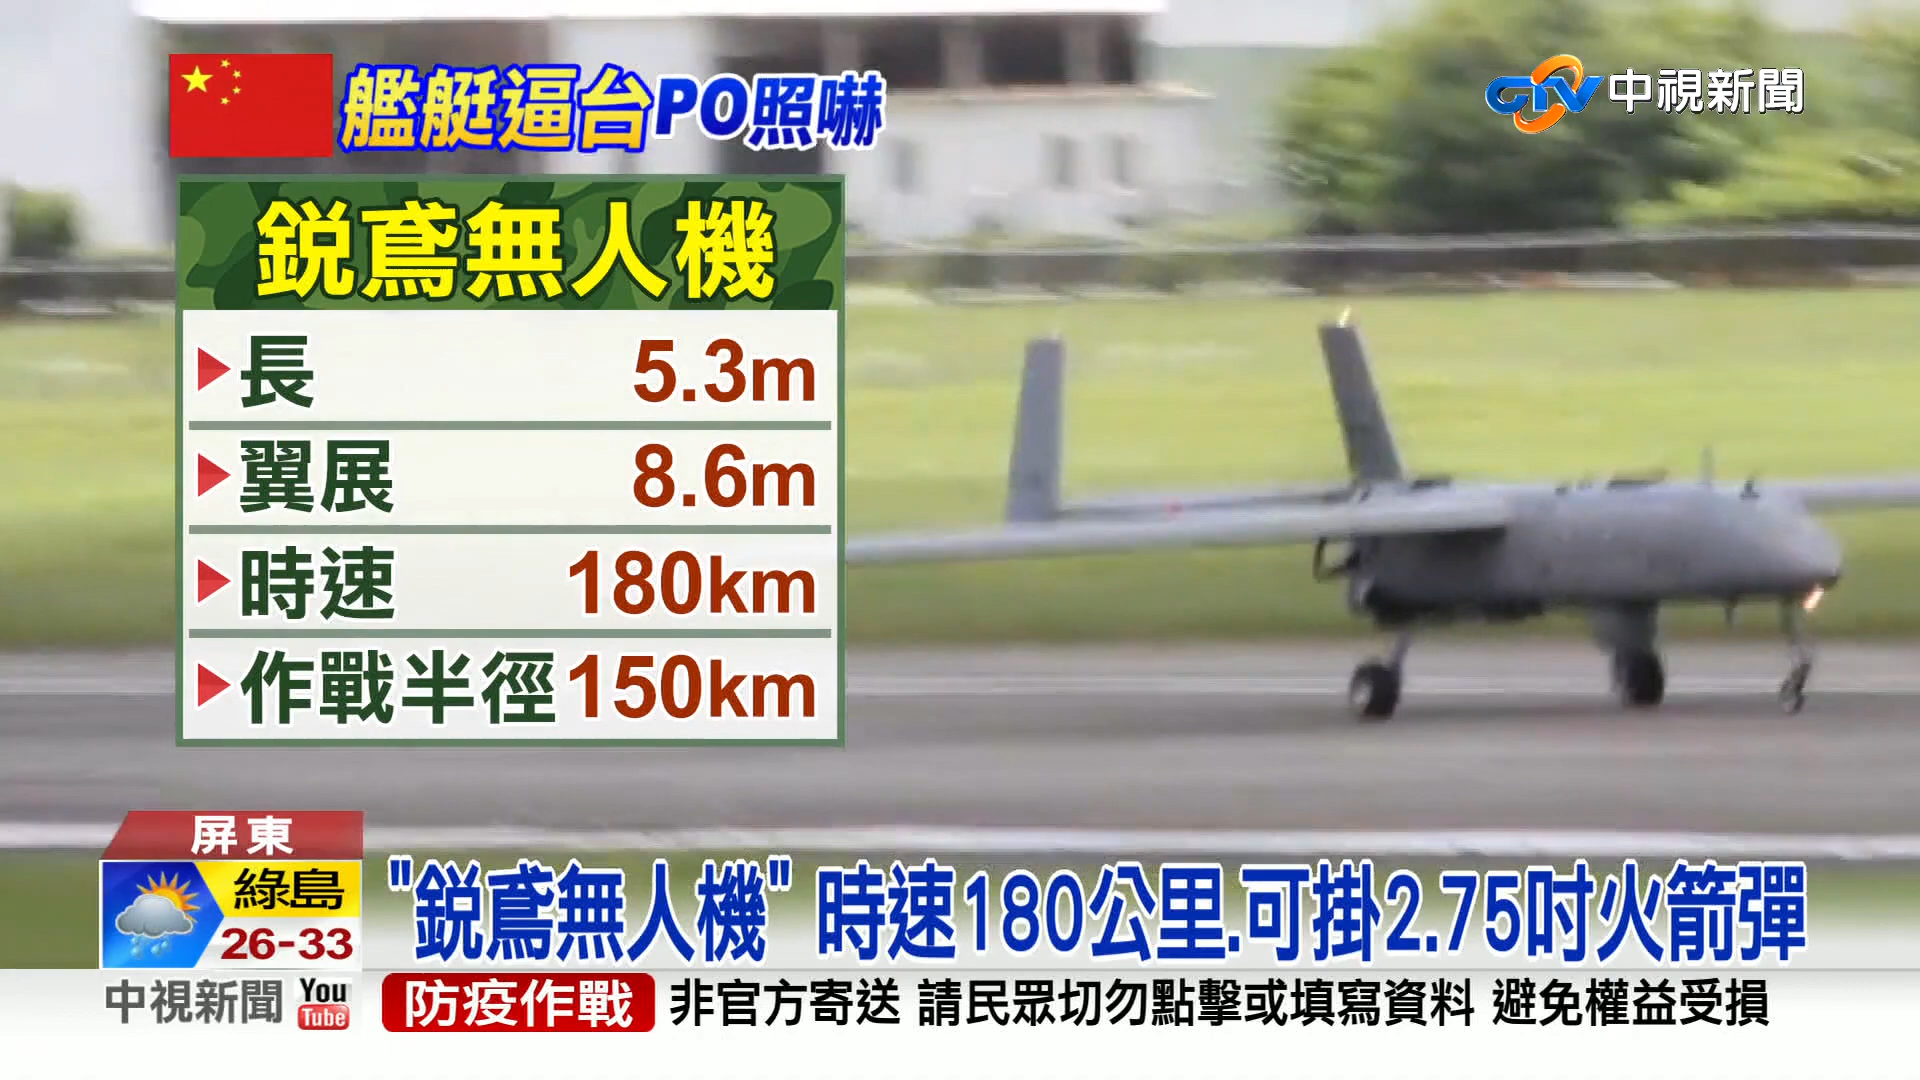 艦艇逼台PO照嚇
CTV中視新聞
銳鳶無人機
長 5.3m
翼展 8.6m
時速 180km
作戰半徑 150km
屏東
綠島
26-33
"銳鳶無人機" 時速180公里.可掛2.75吋火箭彈
中視新聞 You Tube
防疫作戰 非官方寄送 請民眾切勿點擊或填寫資料 避免權益受損